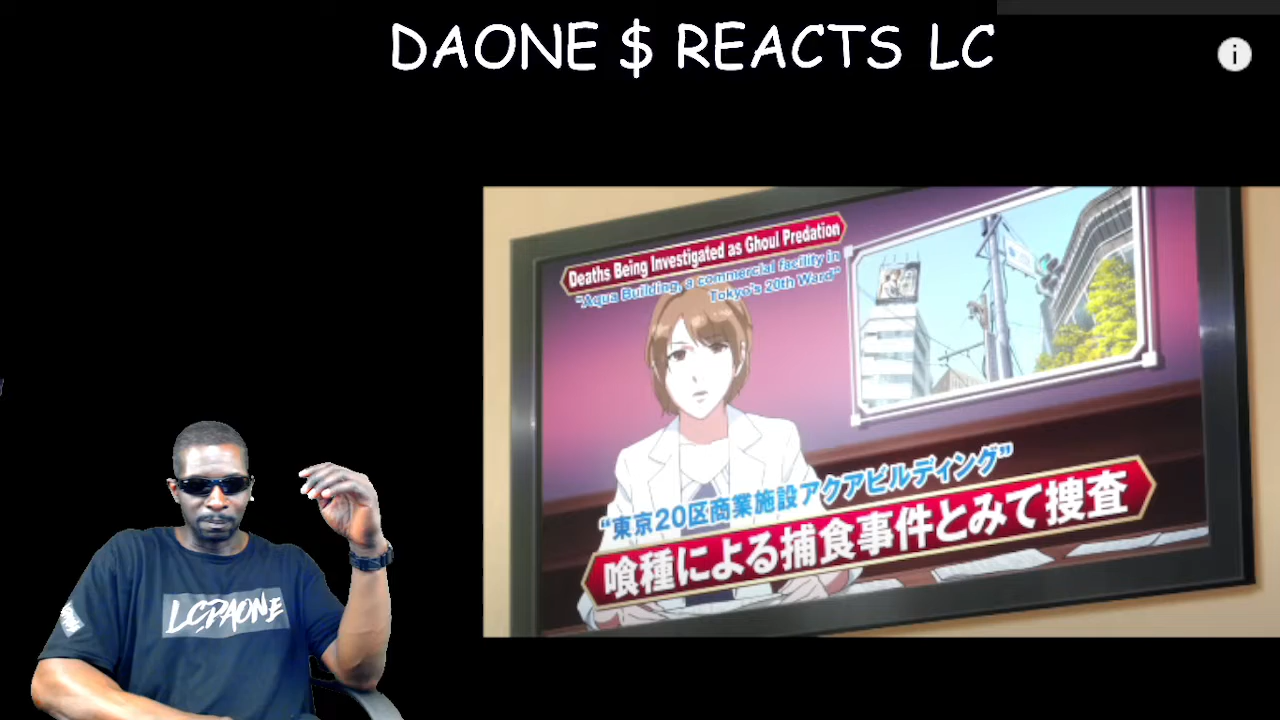 DAONE $ REACTS LC
i
Deaths Being Investigated as Ghoul Predation
"Aqua Building, a commercial facility in
Tokyo's 20th Ward"
"東京20区商業施設アクアビルディング"
喰種による捕食事件とみて捜査
LCDAONE